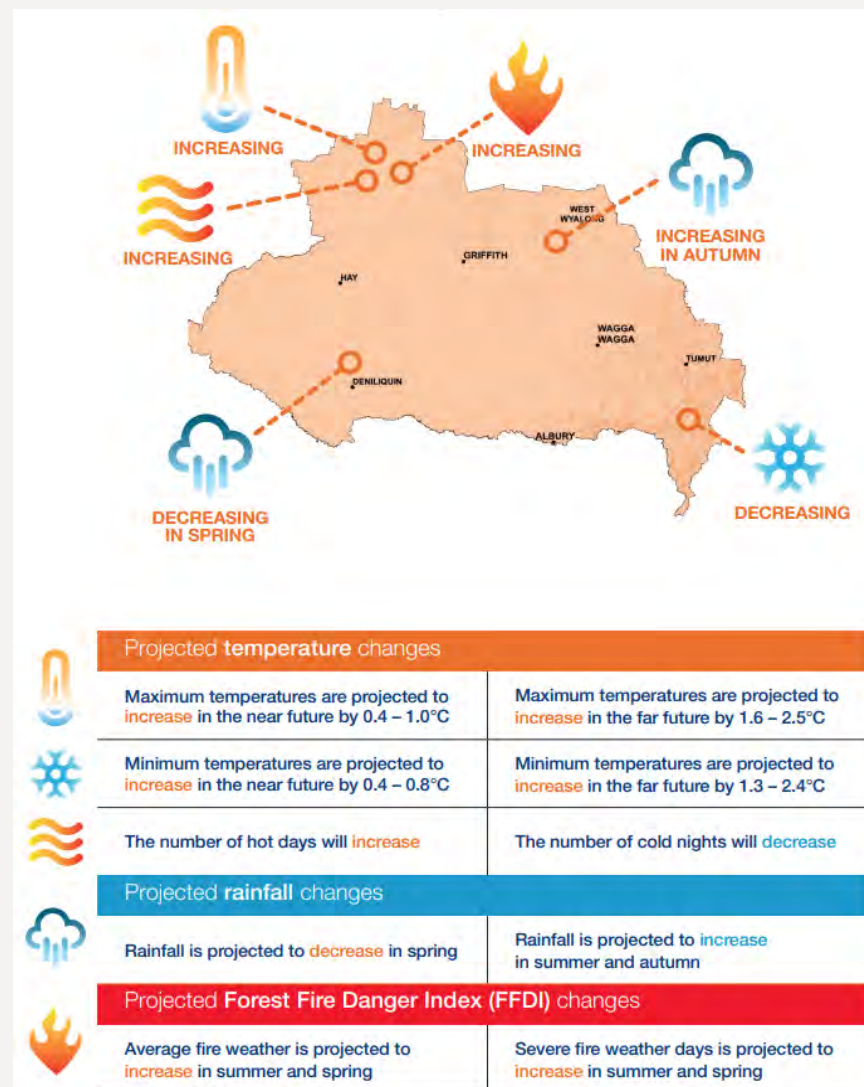 INCREASING
INCREASING
INCREASING
INCREASING
IN AUTUMN
WEST
WYALONG
GRIFFITH
HAY
WAGGA
WAGGA
TUMUT
DENILIQUIN
ALBURY
DECREASING
IN SPRING
DECREASING
Projected temperature changes
Maximum temperatures are projected to
increase in the near future by 0.4 – 1.0°C
Maximum temperatures are projected to
increase in the far future by 1.6 – 2.5°C
Minimum temperatures are projected to
increase in the near future by 0.4 – 0.8°C
Minimum temperatures are projected to
increase in the far future by 1.3 – 2.4°C
The number of hot days will increase
The number of cold nights will decrease
Projected rainfall changes
Rainfall is projected to decrease in spring
Rainfall is projected to increase
in summer and autumn
Projected Forest Fire Danger Index (FFDI) changes
Average fire weather is projected to
increase in summer and spring
Severe fire weather days is projected to
increase in summer and spring